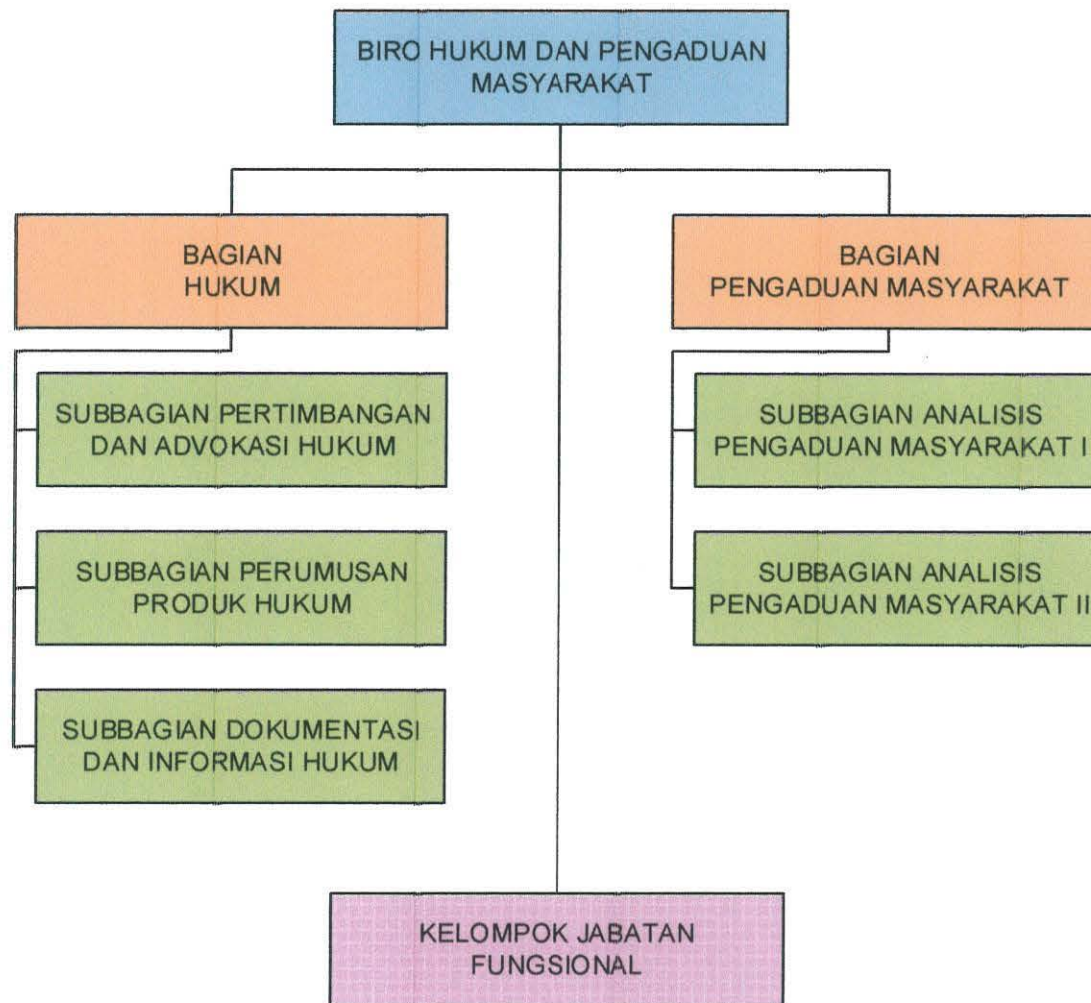 BIRO HUKUM DAN PENGADUAN
MASYARAKAT
BAGIAN
HUKUM
SUBBAGIAN PERTIMBANGAN
DAN ADVOKASI HUKUM
SUBBAGIAN PERUMUSAN
PRODUK HUKUM
SUBBAGIAN DOKUMENTASI
DAN INFORMASI HUKUM
BAGIAN
PENGADUAN MASYARAKAT
SUBBAGIAN ANALISIS
PENGADUAN MASYARAKAT I
SUBBAGIAN ANALISIS
PENGADUAN MASYARAKAT II
KELOMPOK JABATAN
FUNGSIONAL